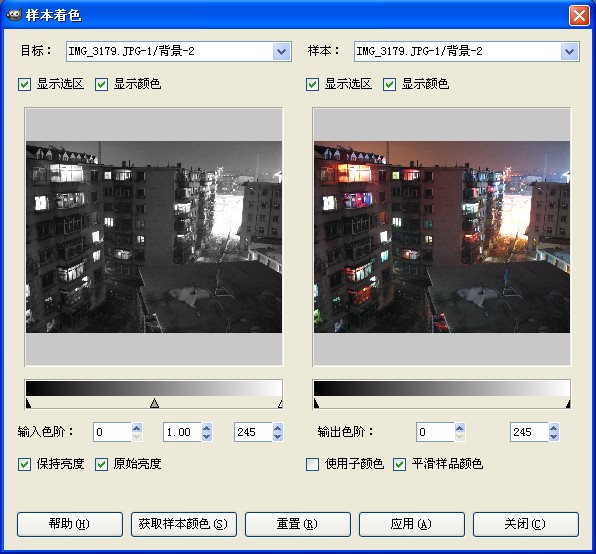 样本着色
目标： IMG_3179.JPG-1/背景-2 样本： IMG_3179.JPG-1/背景-2
显示选区 显示颜色 显示选区 显示颜色
输入色阶： 0 1.00 245 输出色阶： 0 245
保持亮度 原始亮度 使用子颜色 平滑样品颜色
帮助(H) 获取样本颜色(S) 重置(R) 应用(A) 关闭(C)